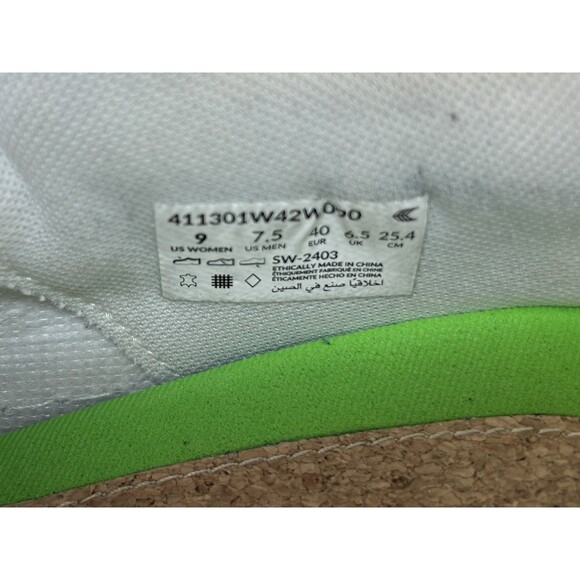 411301W42W090
9 7.5 40 6.5 25.4
US WOMEN US MEN EUR UK CM
SW-2403
ETHICALLY MADE IN CHINA
ÉTHIQUEMENT FABRIQUÉ EN CHINE
ÉTICAMENTE HECHO EN CHINA
اخلاقيًا صنع في الصين